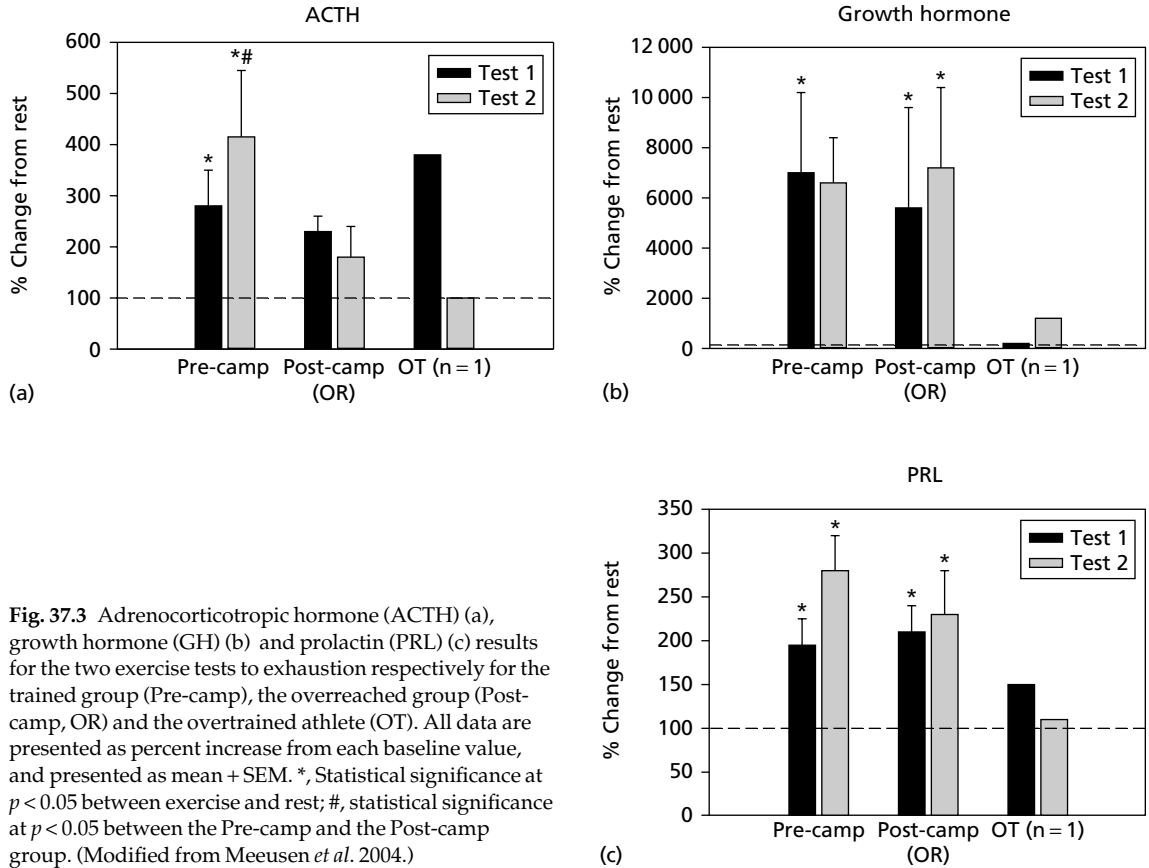 ACTH
% Change from rest
600
500
400
300
200
100
0
*
*#
Test 1
Test 2
Pre-camp
Post-camp
(OR)
OT (n = 1)
(a)
Growth hormone
% Change from rest
12 000
10 000
8000
6000
4000
2000
0
*
*
*
Test 1
Test 2
Pre-camp
Post-camp
(OR)
OT (n = 1)
(b)
PRL
% Change from rest
350
300
250
200
150
100
50
0
*
*
*
*
Test 1
Test 2
Pre-camp
Post-camp
(OR)
OT (n = 1)
(c)
Fig. 37.3 Adrenocorticotropic hormone (ACTH) (a),
growth hormone (GH) (b) and prolactin (PRL) (c) results
for the two exercise tests to exhaustion respectively for the
trained group (Pre-camp), the overreached group (Post-
camp, OR) and the overtrained athlete (OT). All data are
presented as percent increase from each baseline value,
and presented as mean + SEM. *, Statistical significance at
p < 0.05 between exercise and rest; #, statistical significance
at p < 0.05 between the Pre-camp and the Post-camp
group. (Modified from Meeusen et al. 2004.)